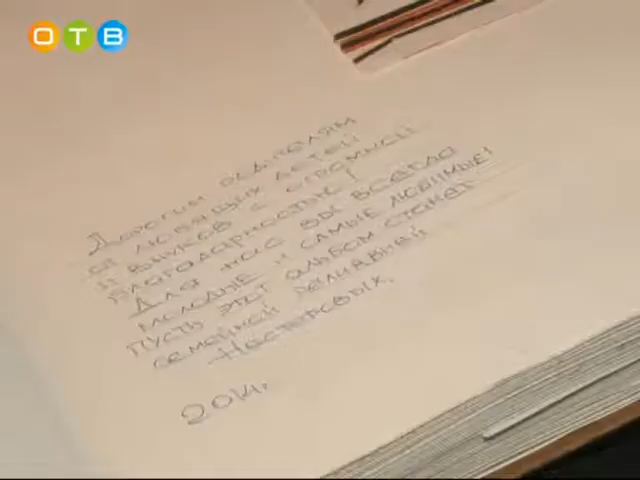 ОТВ
Дорогим родителям
от любящих детей
и внуков с огромной
благодарностью!
Для нас вы всегда
молодые и самые любимые!
Пусть этот альбом станет
семейной реликвией
Нестеровых.
2014г.